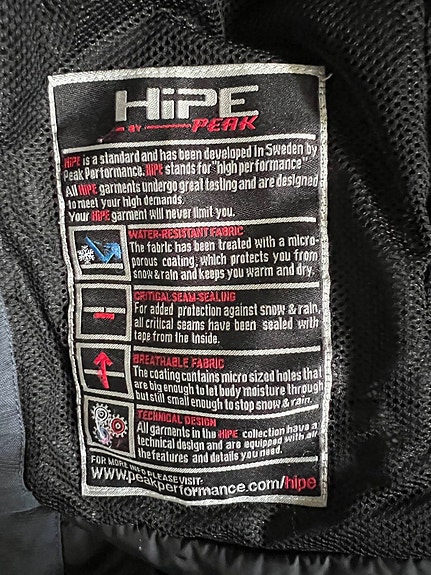 HiPE
BY PEAK
HiPE is a standard and has been developed in Sweden by
Peak Performance. HiPE stands for "high performance"
All HiPE garments undergo great testing and are designed
to meet your high demands.
Your HiPE garment will never limit you.
WATER-RESISTANT FABRIC
The fabric has been treated with a micro-
porous coating, which protects you from
snow & rain and keeps you warm and dry.
CRITICAL SEAM-SEALING
For added protection against snow & rain,
all critical seams have been sealed with
tape from the inside.
BREATHABLE FABRIC
The coating contains micro sized holes that
are big enough to let body moisture through
but still small enough to stop snow & rain.
TECHNICAL DESIGN
All garments in the HiPE collection have a
technical design and are equipped with all
the features and details you need.
FOR MORE INFO PLEASE VISIT:
www.peakperformance.com/hipe